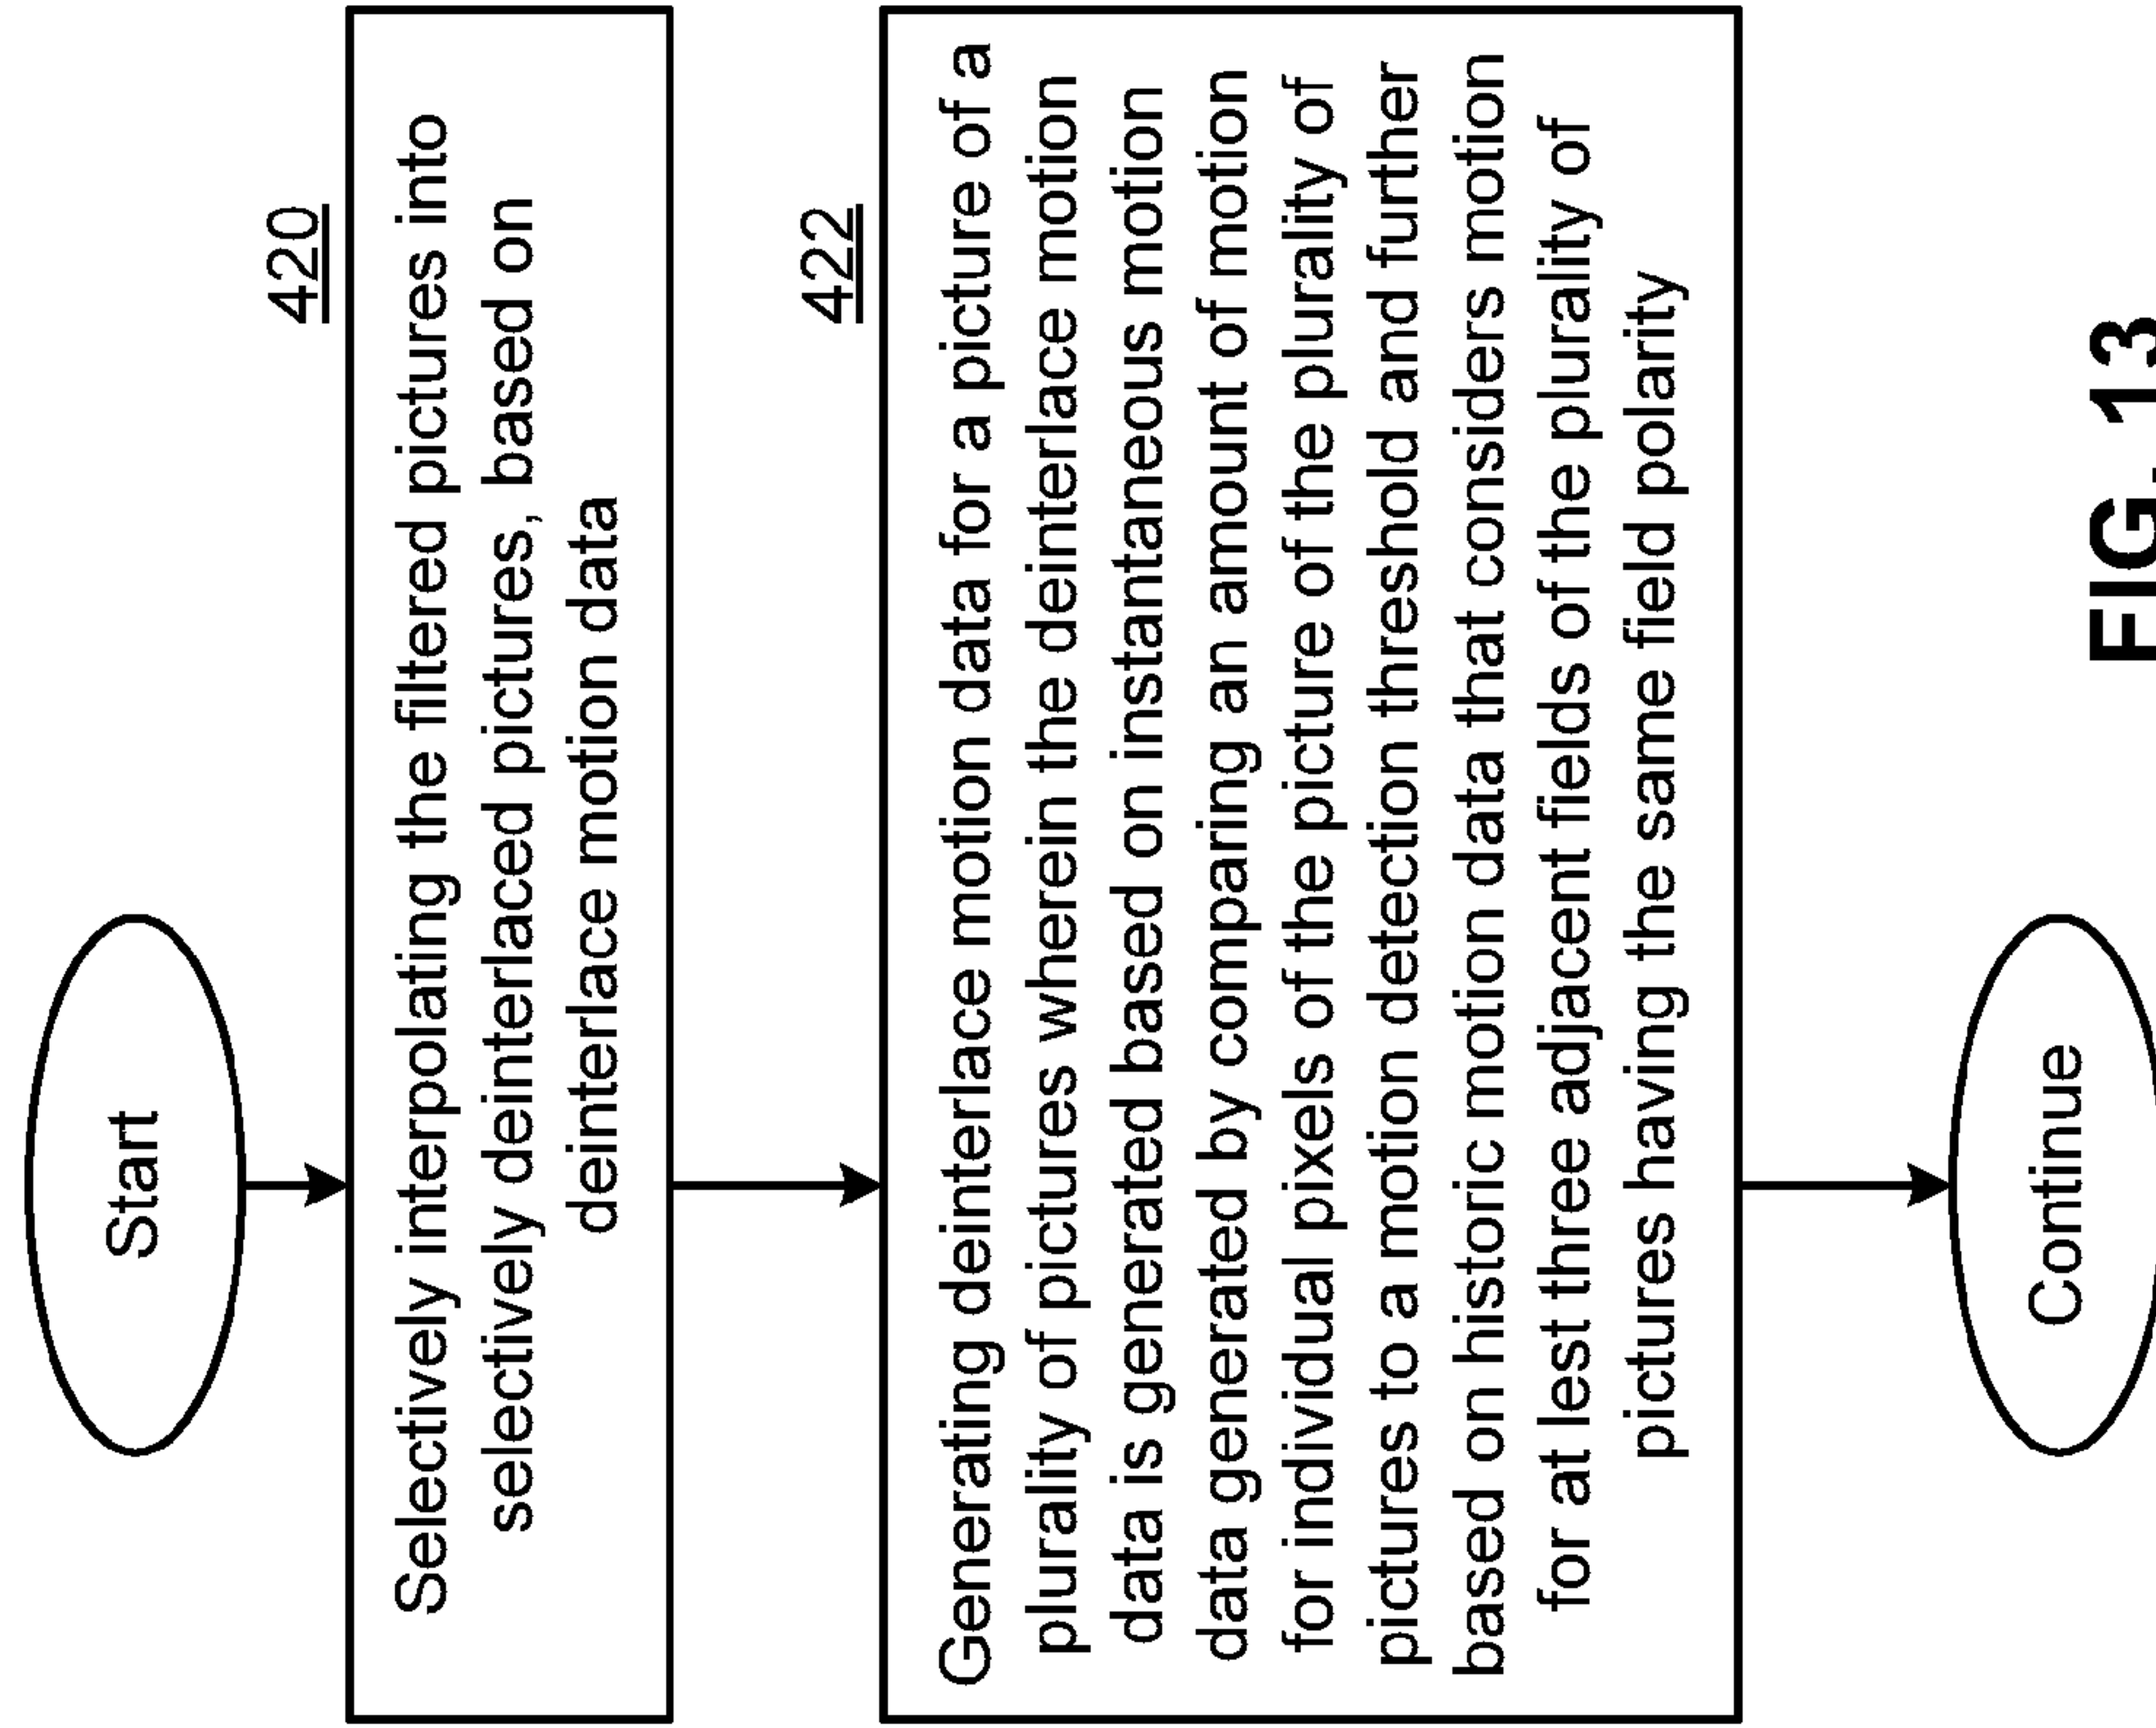 Start
420
Selectively interpolating the filtered pictures into
selectively deinterlaced pictures, based on
deinterlace motion data
422
Generating deinterlace motion data for a picture of a
plurality of pictures wherein the deinterlace motion
data is generated based on instantaneous motion
data generated by comparing an amount of motion
for individual pixels of the picture of the plurality of
pictures to a motion detection threshold and further
based on historic motion data that considers motion
for at lest three adjacent fields of the plurality of
pictures having the same field polarity
Continue
FIG. 13